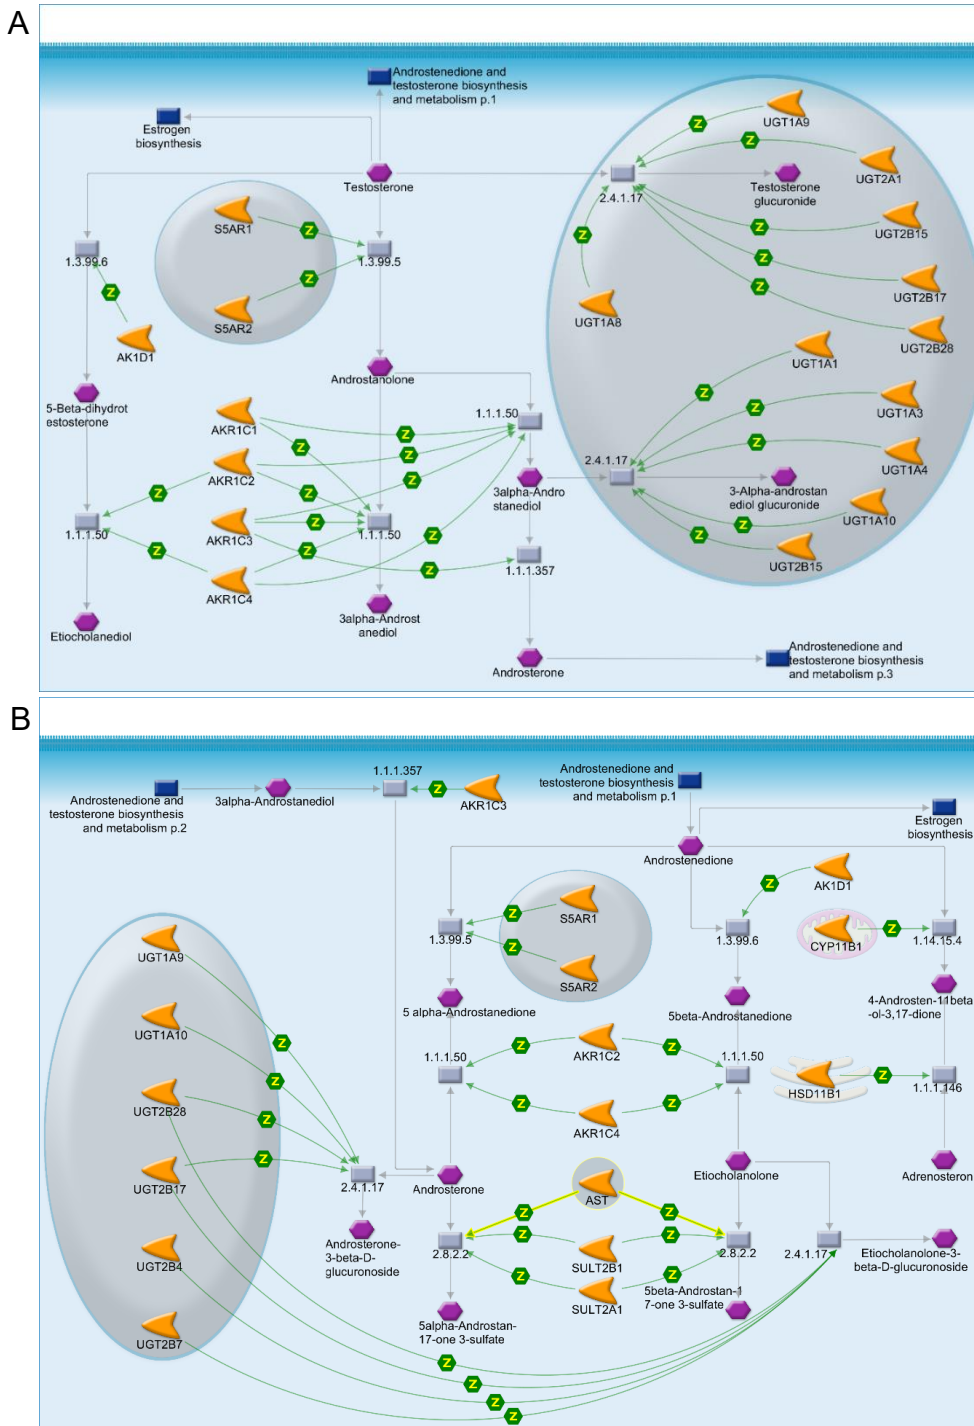 A
Androstenedione and
testosterone biosynthesis
and metabolism p.1
Estrogen
biosynthesis
Testosterone
2.4.1.17
Testosterone
glucuronide
UGT1A9
UGT2A1
UGT2B15
UGT2B17
UGT2B28
UGT1A8
S5AR1
S5AR2
1.3.99.6
1.3.99.5
AK1D1
Z
Z
Z
Z
Z
Z
Z
Z
Z
5-Beta-dihydrot
estosterone
Androstanolone
1.1.1.50
AKR1C1
AKR1C2
AKR1C3
AKR1C4
Z
Z
Z
Z
Z
Z
Z
Z
Z
Z
Z
1.1.1.50
1.1.1.50
3alpha-Andro
stanediol
1.1.1.357
2.4.1.17
3-Alpha-androstan
ediol glucuronide
UGT1A1
UGT1A3
UGT1A4
UGT1A10
UGT2B15
Z
Z
Z
Z
Z
Etiocholanediol
3alpha-Androst
anediol
Androsterone
Androstenedione and
testosterone biosynthesis
and metabolism p.3
B
Androstenedione and
testosterone biosynthesis
and metabolism p.2
3alpha-Androstanediol
1.1.1.357
Z
AKR1C3
Androstenedione and
testosterone biosynthesis
and metabolism p.1
Estrogen
biosynthesis
Androstenedione
AK1D1
Z
S5AR1
S5AR2
Z
Z
1.3.99.5
1.3.99.6
CYP11B1
Z
1.14.15.4
5 alpha-Androstanedione
5beta-Androstanedione
4-Androsten-11beta
-ol-3,17-dione
1.1.1.50
AKR1C2
AKR1C4
Z
Z
Z
Z
1.1.1.50
HSD11B1
Z
1.1.1.146
UGT1A9
UGT1A10
UGT2B28
UGT2B17
UGT2B4
UGT2B7
Z
Z
Z
Z
2.4.1.17
Androsterone
AST
Etiocholanolone
Adrenosteron
Androsterone-
3-beta-D-
glucuronoside
2.8.2.2
Z
Z
Z
Z
Z
Z
SULT2B1
SULT2A1
2.8.2.2
2.4.1.17
Etiocholanolone-3-
beta-D-glucuronoside
5alpha-Androstan-
17-one 3-sulfate
5beta-Androstan-1
7-one 3-sulfate
Z
Z
Z
Z